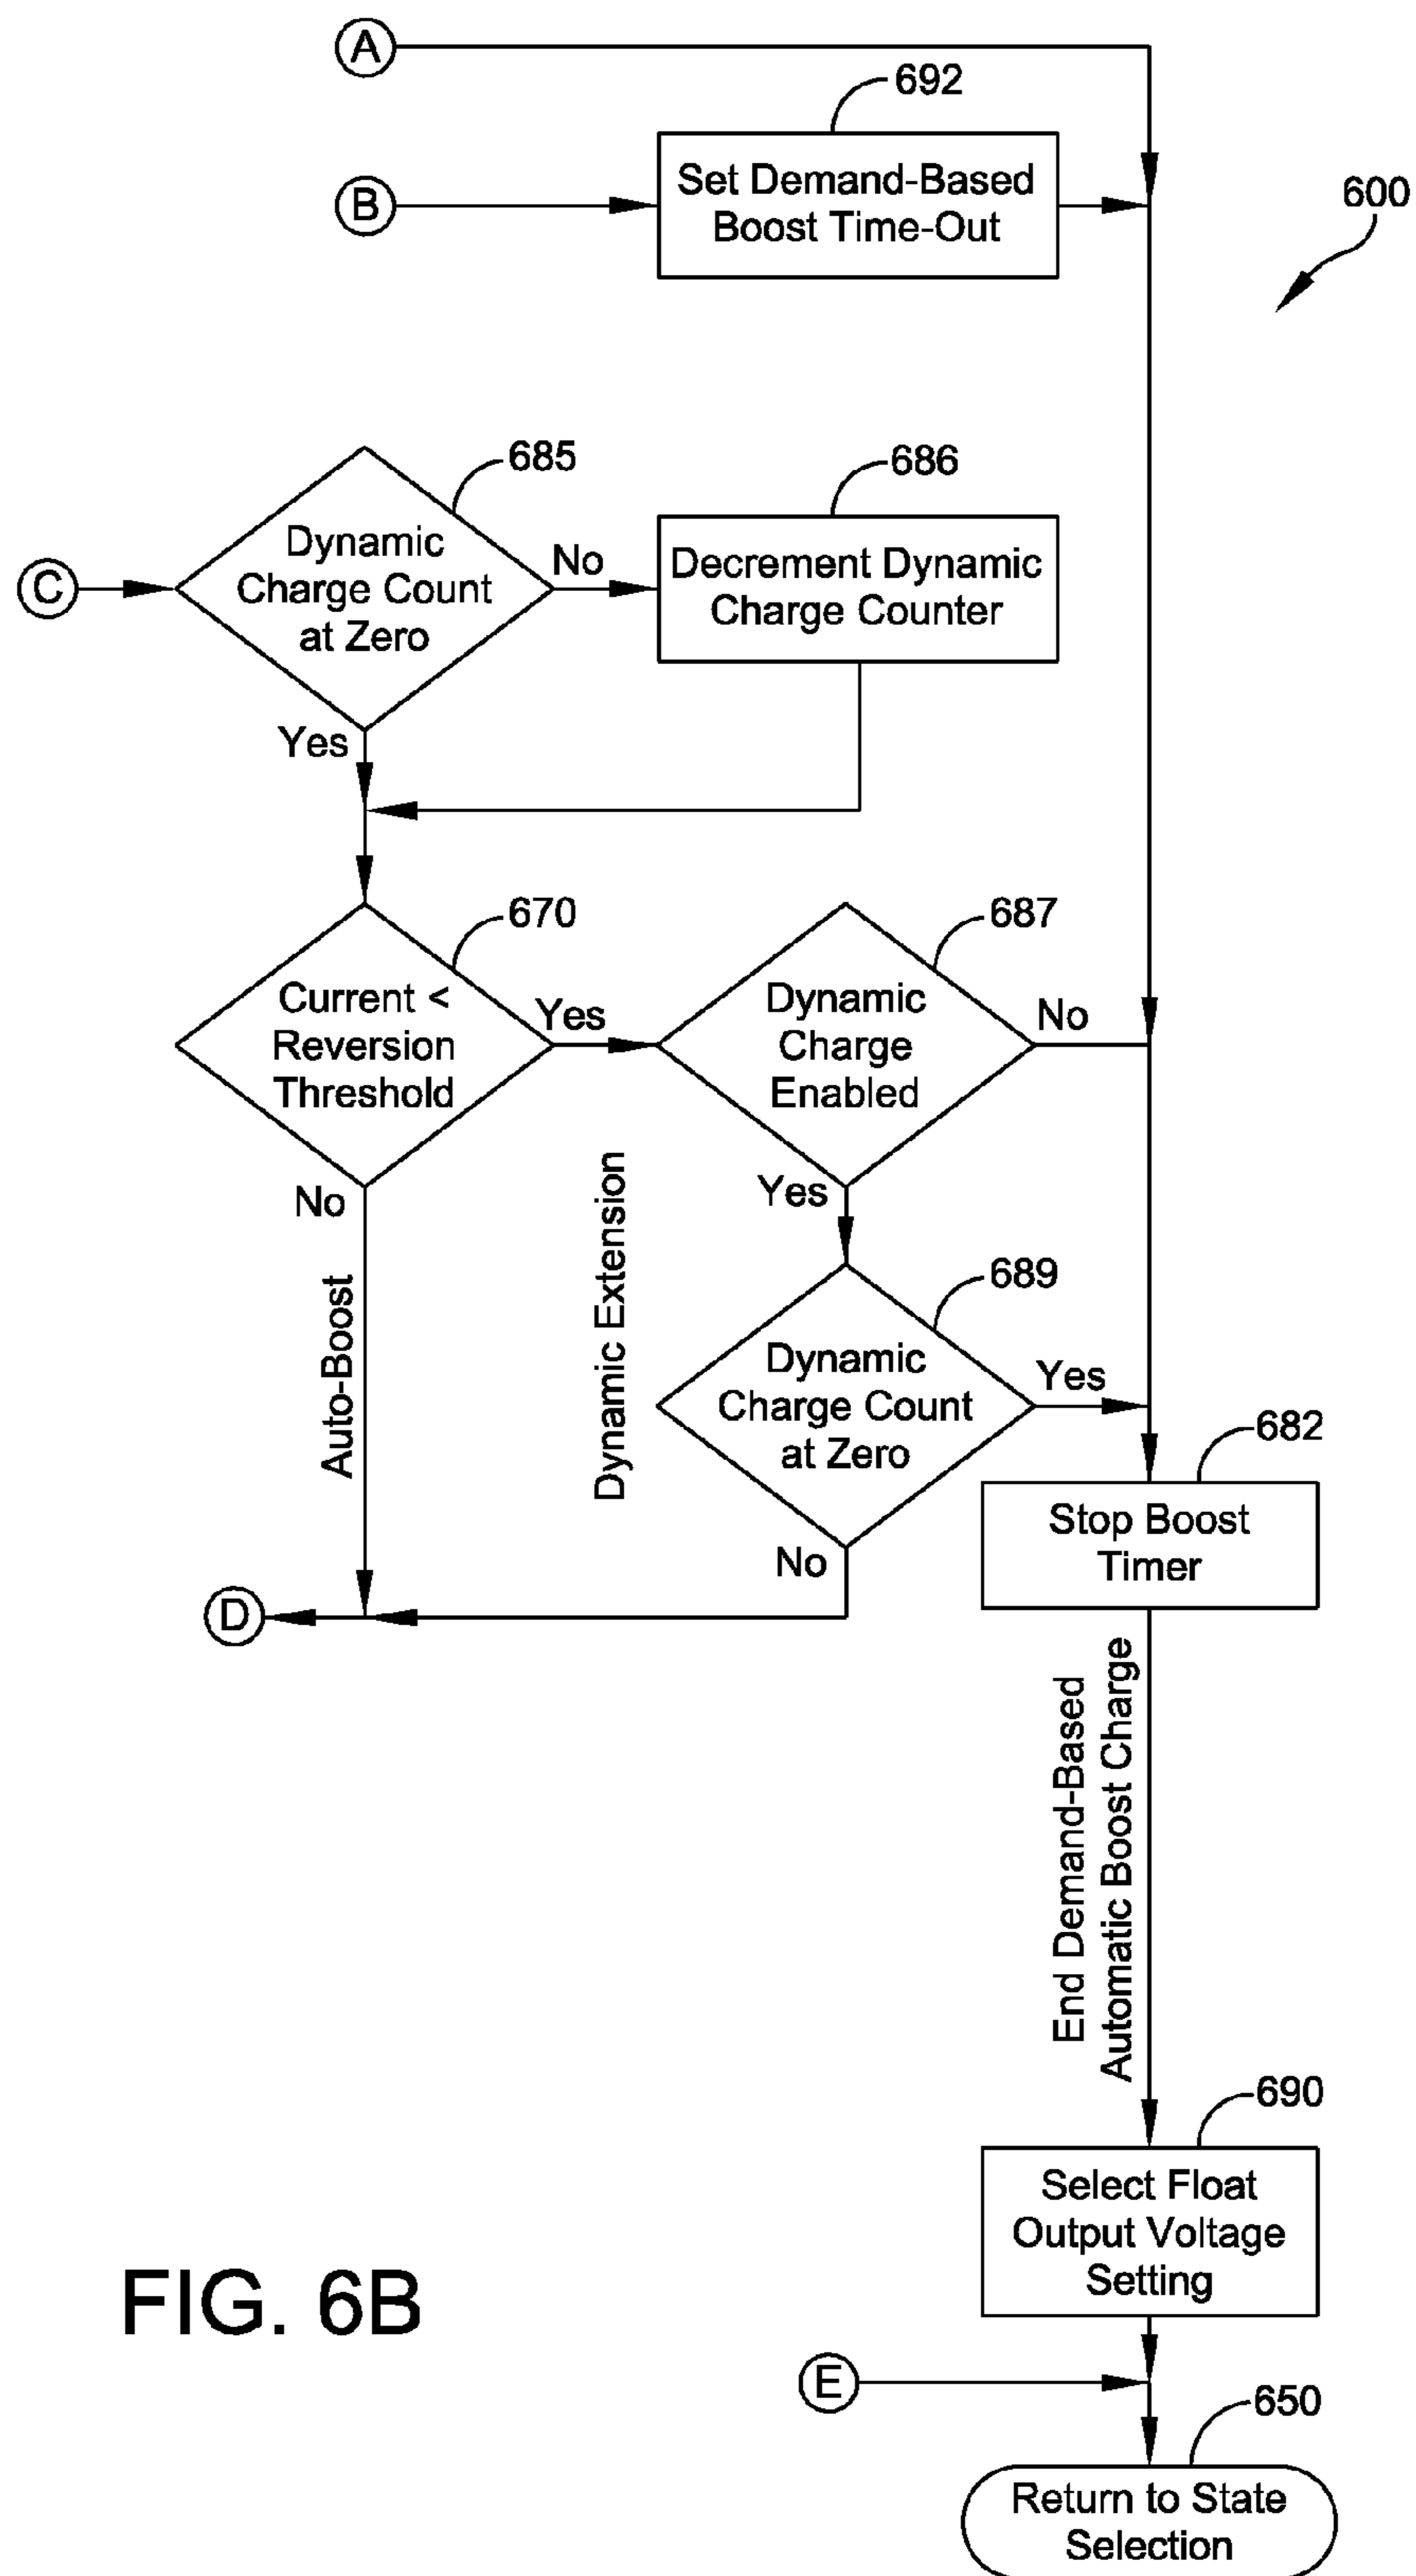 A
692
Set Demand-Based
Boost Time-Out
B
600
685
Dynamic
Charge Count
at Zero
No
686
Decrement Dynamic
Charge Counter
C
Yes
670
Current <
Reversion
Threshold
Yes
687
Dynamic
Charge
Enabled
No
No
Auto-Boost
Dynamic Extension
Yes
689
Dynamic
Charge Count
at Zero
Yes
No
682
Stop Boost
Timer
D
End Demand-Based
Automatic Boost Charge
690
Select Float
Output Voltage
Setting
FIG. 6B
E
650
Return to State
Selection